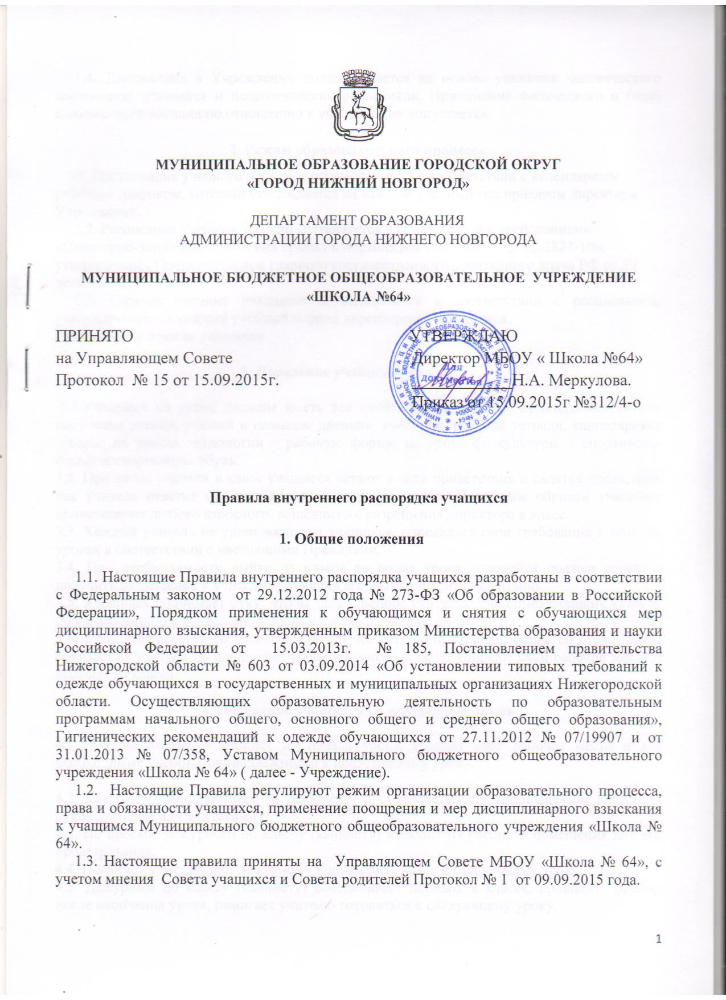 МУНИЦИПАЛЬНОЕ ОБРАЗОВАНИЕ ГОРОДСКОЙ ОКРУГ
«ГОРОД НИЖНИЙ НОВГОРОД»
ДЕПАРТАМЕНТ ОБРАЗОВАНИЯ
АДМИНИСТРАЦИИ ГОРОДА НИЖНЕГО НОВГОРОДА
МУНИЦИПАЛЬНОЕ БЮДЖЕТНОЕ ОБЩЕОБРАЗОВАТЕЛЬНОЕ УЧРЕЖДЕНИЕ
«ШКОЛА №64»
ПРИНЯТО
на Управляющем Совете
Протокол № 15 от 15.09.2015г.
УТВЕРЖДАЮ
Директор МБОУ « Школа №64»
Н.А. Меркулова.
Приказ от 15.09.2015г №312/4-о
для
документов
Правила внутреннего распорядка учащихся
1. Общие положения
1.1. Настоящие Правила внутреннего распорядка учащихся разработаны в соответствии
с Федеральным законом от 29.12.2012 года № 273-ФЗ «Об образовании в Российской
Федерации», Порядком применения к обучающимся и снятия с обучающихся мер
дисциплинарного взыскания, утвержденным приказом Министерства образования и науки
Российской Федерации от 15.03.2013г. № 185, Постановлением правительства
Нижегородской области № 603 от 03.09.2014 «Об установлении типовых требований к
одежде обучающихся в государственных и муниципальных организациях Нижегородской
области. Осуществляющих образовательную деятельность по образовательным
программам начального общего, основного общего и среднего общего образования»,
Гигиенических рекомендаций к одежде обучающихся от 27.11.2012 № 07/19907 и от
31.01.2013 № 07/358, Уставом Муниципального бюджетного общеобразовательного
учреждения «Школа № 64» ( далее - Учреждение).
1.2. Настоящие Правила регулируют режим организации образовательного процесса,
права и обязанности учащихся, применение поощрения и мер дисциплинарного взыскания
к учащимся Муниципального бюджетного общеобразовательного учреждения «Школа №
64».
1.3. Настоящие правила приняты на Управляющем Совете МБОУ «Школа № 64», с
учетом мнения Совета учащихся и Совета родителей Протокол № 1 от 09.09.2015 года.
1